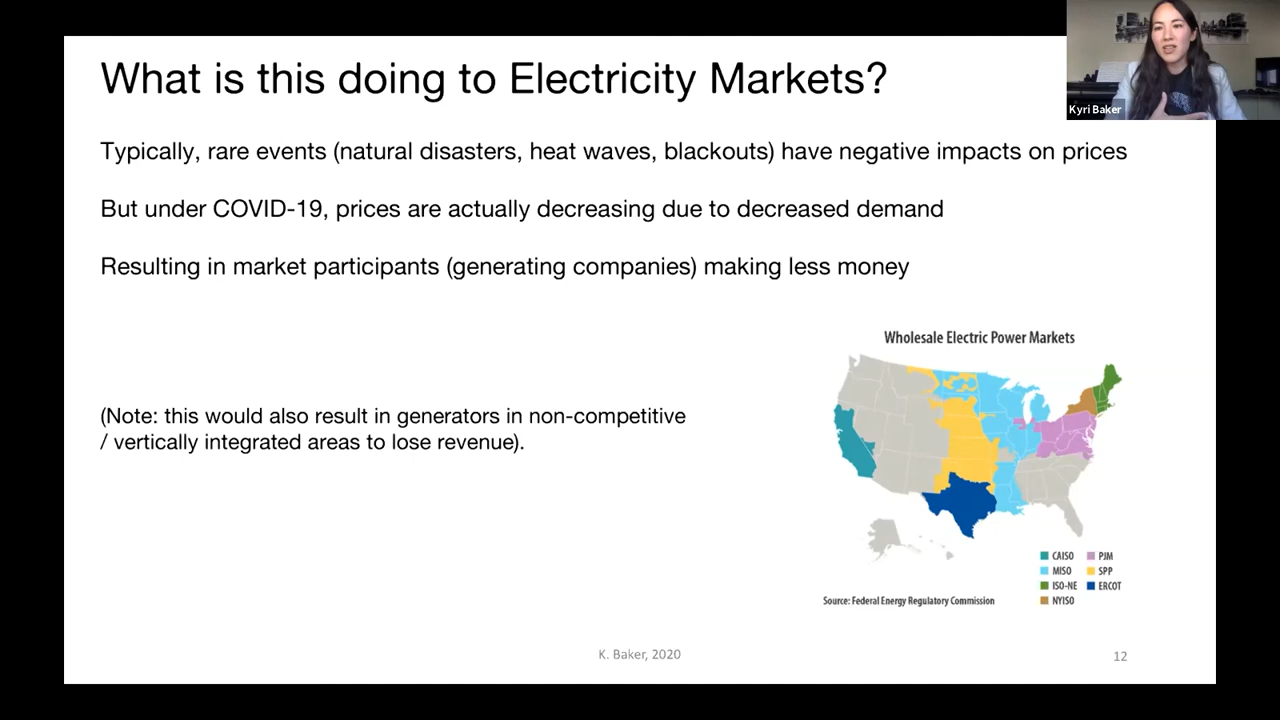 What is this doing to Electricity Markets?
Kyri Baker
Typically, rare events (natural disasters, heat waves, blackouts) have negative impacts on prices
But under COVID-19, prices are actually decreasing due to decreased demand
Resulting in market participants (generating companies) making less money
(Note: this would also result in generators in non-competitive
/ vertically integrated areas to lose revenue).
Wholesale Electric Power Markets
CAISO
MISO
ISO-NE
NYISO
PJM
SPP
ERCOT
Source: Federal Energy Regulatory Commission
K. Baker, 2020
12